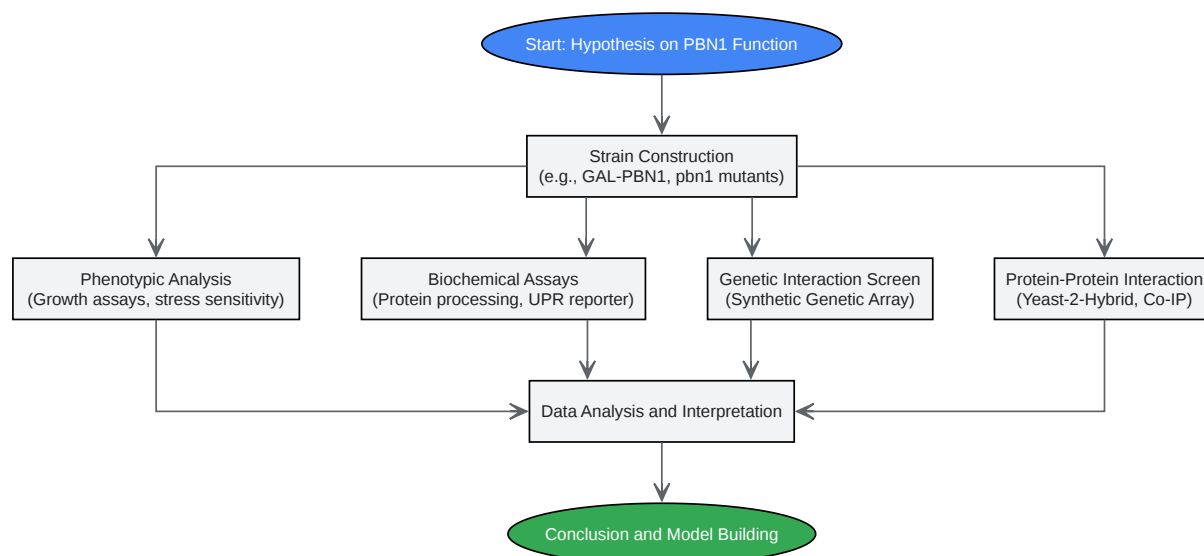 Start: Hypothesis on PBN1 Function
Strain Construction
(e.g., GAL-PBN1, pbn1 mutants)
Phenotypic Analysis
(Growth assays, stress sensitivity)
Biochemical Assays
(Protein processing, UPR reporter)
Genetic Interaction Screen
(Synthetic Genetic Array)
Protein-Protein Interaction
(Yeast-2-Hybrid, Co-IP)
Data Analysis and Interpretation
Conclusion and Model Building